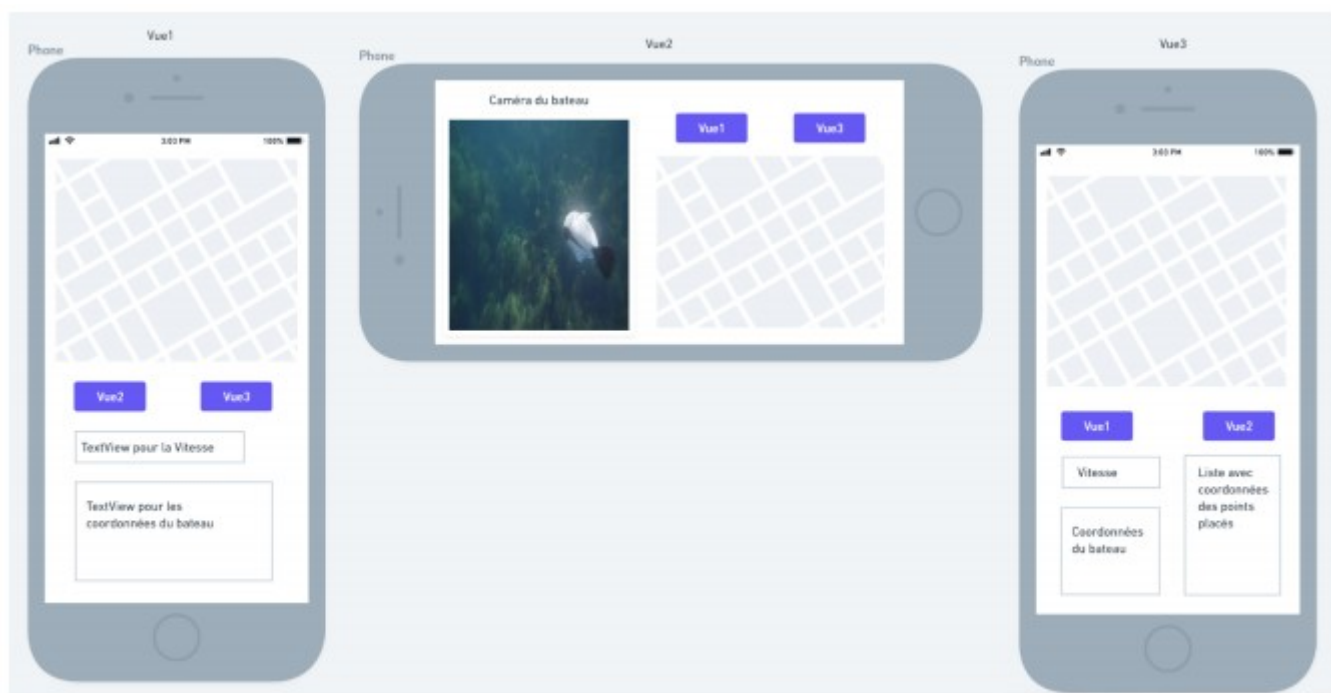 Vue1
Phone
3:03 PM
100%
Vue2
Vue3
TextView pour la Vitesse
TextView pour les
coordonnées du bateau
Vue2
Phone
Caméra du bateau
Vue1
Vue3
Vue3
Phone
3:03 PM
100%
Vue1
Vue2
Vitesse
Coordonnées
du bateau
Liste avec
coordonnées
des points
placés